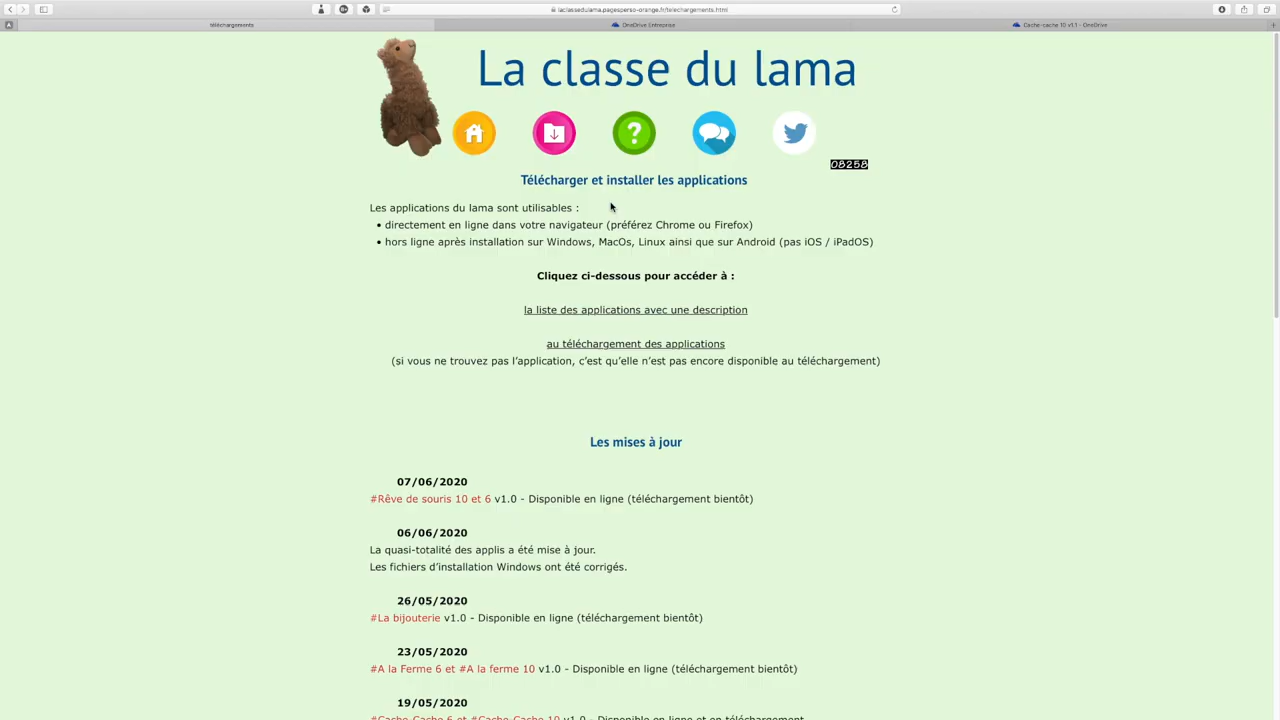 laclassedulama.pagesperso-orange.fr/telechargements.html
téléchargements
OneDrive Entreprise
Cache-cache 10 v1.1 - OneDrive
La classe du lama
?
08258
Télécharger et installer les applications
Les applications du lama sont utilisables :
• directement en ligne dans votre navigateur (préférez Chrome ou Firefox)
• hors ligne après installation sur Windows, MacOs, Linux ainsi que sur Android (pas iOS / iPadOS)
Cliquez ci-dessous pour accéder à :
la liste des applications avec une description
au téléchargement des applications
(si vous ne trouvez pas l’application, c’est qu’elle n’est pas encore disponible au téléchargement)
Les mises à jour
07/06/2020
#Rêve de souris 10 et 6 v1.0 - Disponible en ligne (téléchargement bientôt)
06/06/2020
La quasi-totalité des applis a été mise à jour.
Les fichiers d’installation Windows ont été corrigés.
26/05/2020
#La bijouterie v1.0 - Disponible en ligne (téléchargement bientôt)
23/05/2020
#A la Ferme 6 et #A la ferme 10 v1.0 - Disponible en ligne (téléchargement bientôt)
19/05/2020
#Cache-Cache 6 et #Cache-Cache 10 v1.0 - Disponible en ligne et en téléchargement